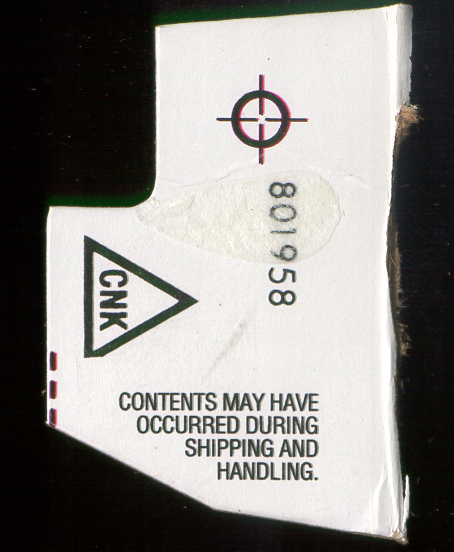 801958
CNK
CONTENTS MAY HAVE
OCCURRED DURING
SHIPPING AND
HANDLING.